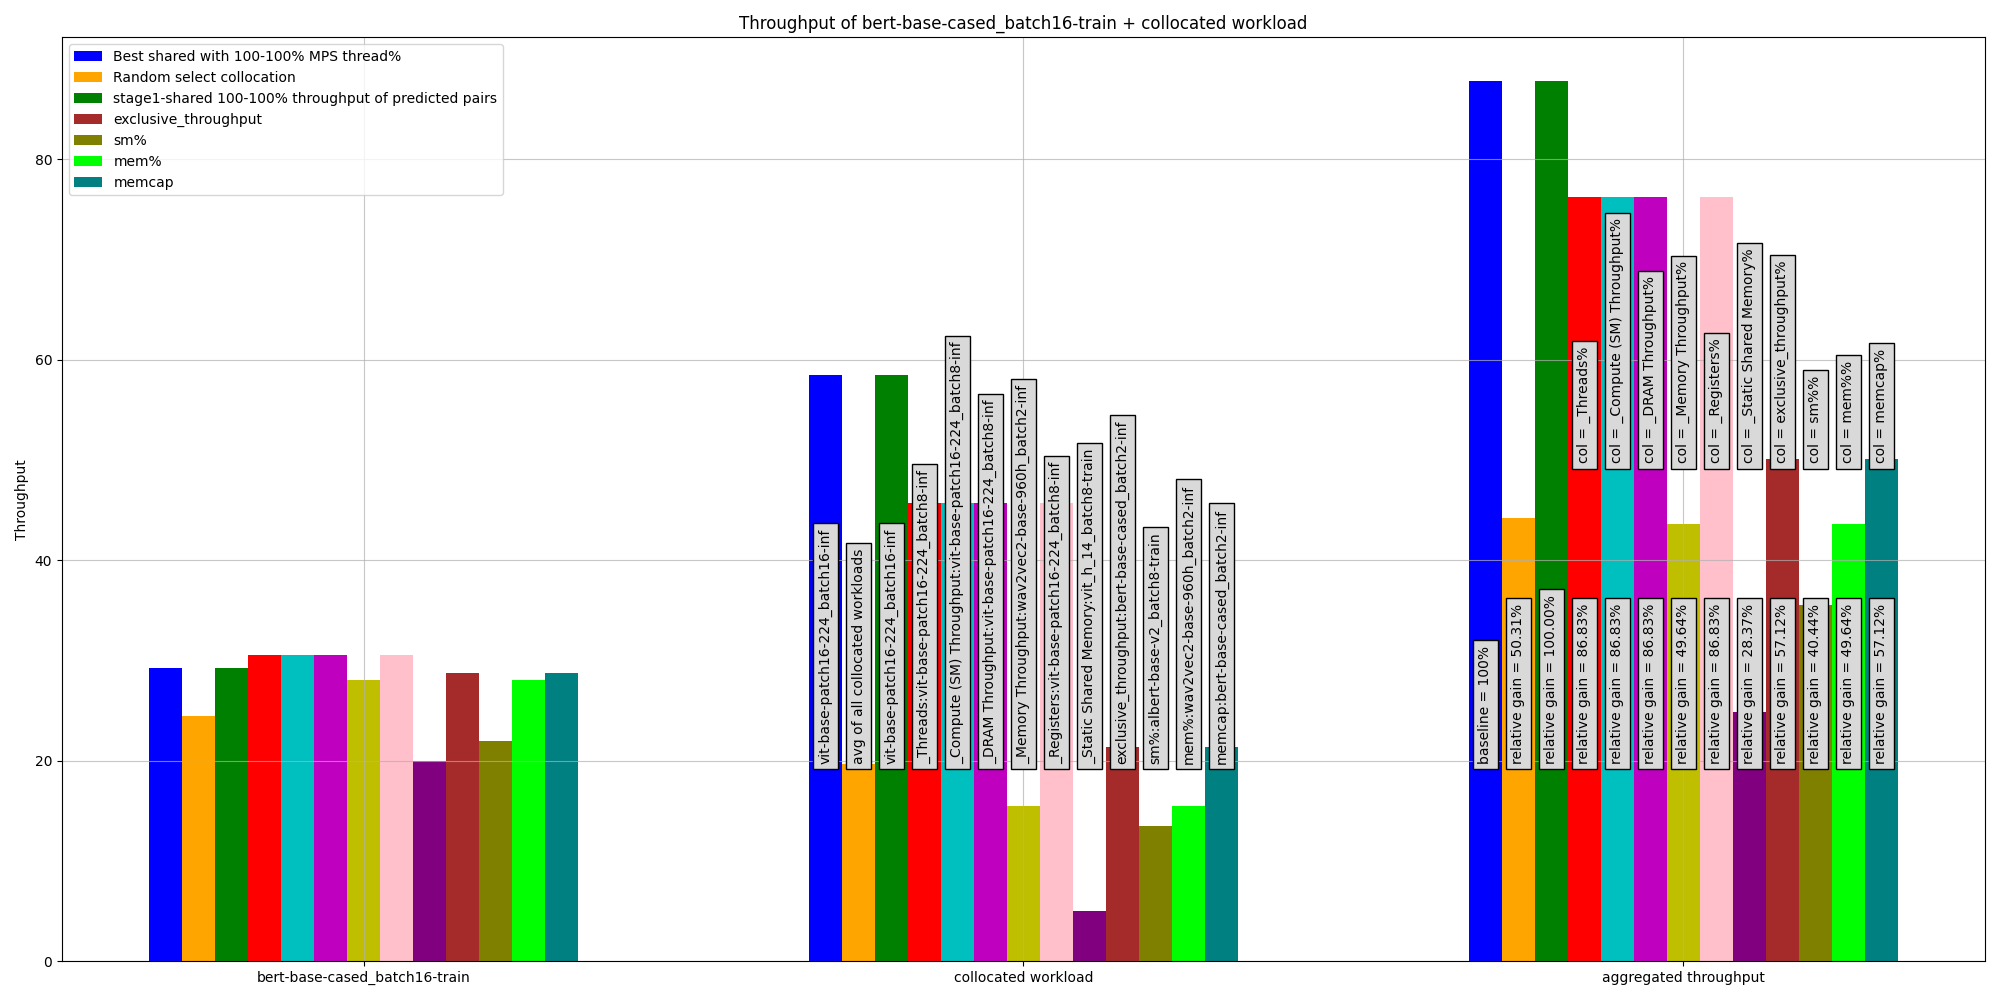 Throughput of bert-base-cased_batch16-train + collocated workload
Best shared with 100-100% MPS thread%
Random select collocation
stage1-shared 100-100% throughput of predicted pairs
exclusive_throughput
sm%
mem%
memcap
Throughput
80
60
40
20
0
vit-base-patch16-224_batch16-inf
avg of all collocated workloads
vit-base-patch16-224_batch16-inf
_Threads:vit-base-patch16-224_batch8-inf
_Compute (SM) Throughput:vit-base-patch16-224_batch8-inf
_DRAM Throughput:vit-base-patch16-224_batch8-inf
_Memory Throughput:wav2vec2-base-960h_batch2-inf
_Registers:vit-base-patch16-224_batch8-inf
_Static Shared Memory:vit_h_14_batch8-train
exclusive_throughput:bert-base-cased_batch2-inf
sm%:albert-base-v2_batch8-train
mem%:wav2vec2-base-960h_batch2-inf
memcap:bert-base-cased_batch2-inf
col = _Threads%
col = _Compute (SM) Throughput%
col = _DRAM Throughput%
col = _Memory Throughput%
col = _Registers%
col = _Static Shared Memory%
col = exclusive_throughput%
col = sm%%
col = mem%%
col = memcap%
baseline = 100%
relative gain = 50.31%
relative gain = 100.00%
relative gain = 86.83%
relative gain = 86.83%
relative gain = 86.83%
relative gain = 49.64%
relative gain = 86.83%
relative gain = 28.37%
relative gain = 57.12%
relative gain = 40.44%
relative gain = 49.64%
relative gain = 57.12%
bert-base-cased_batch16-train
collocated workload
aggregated throughput